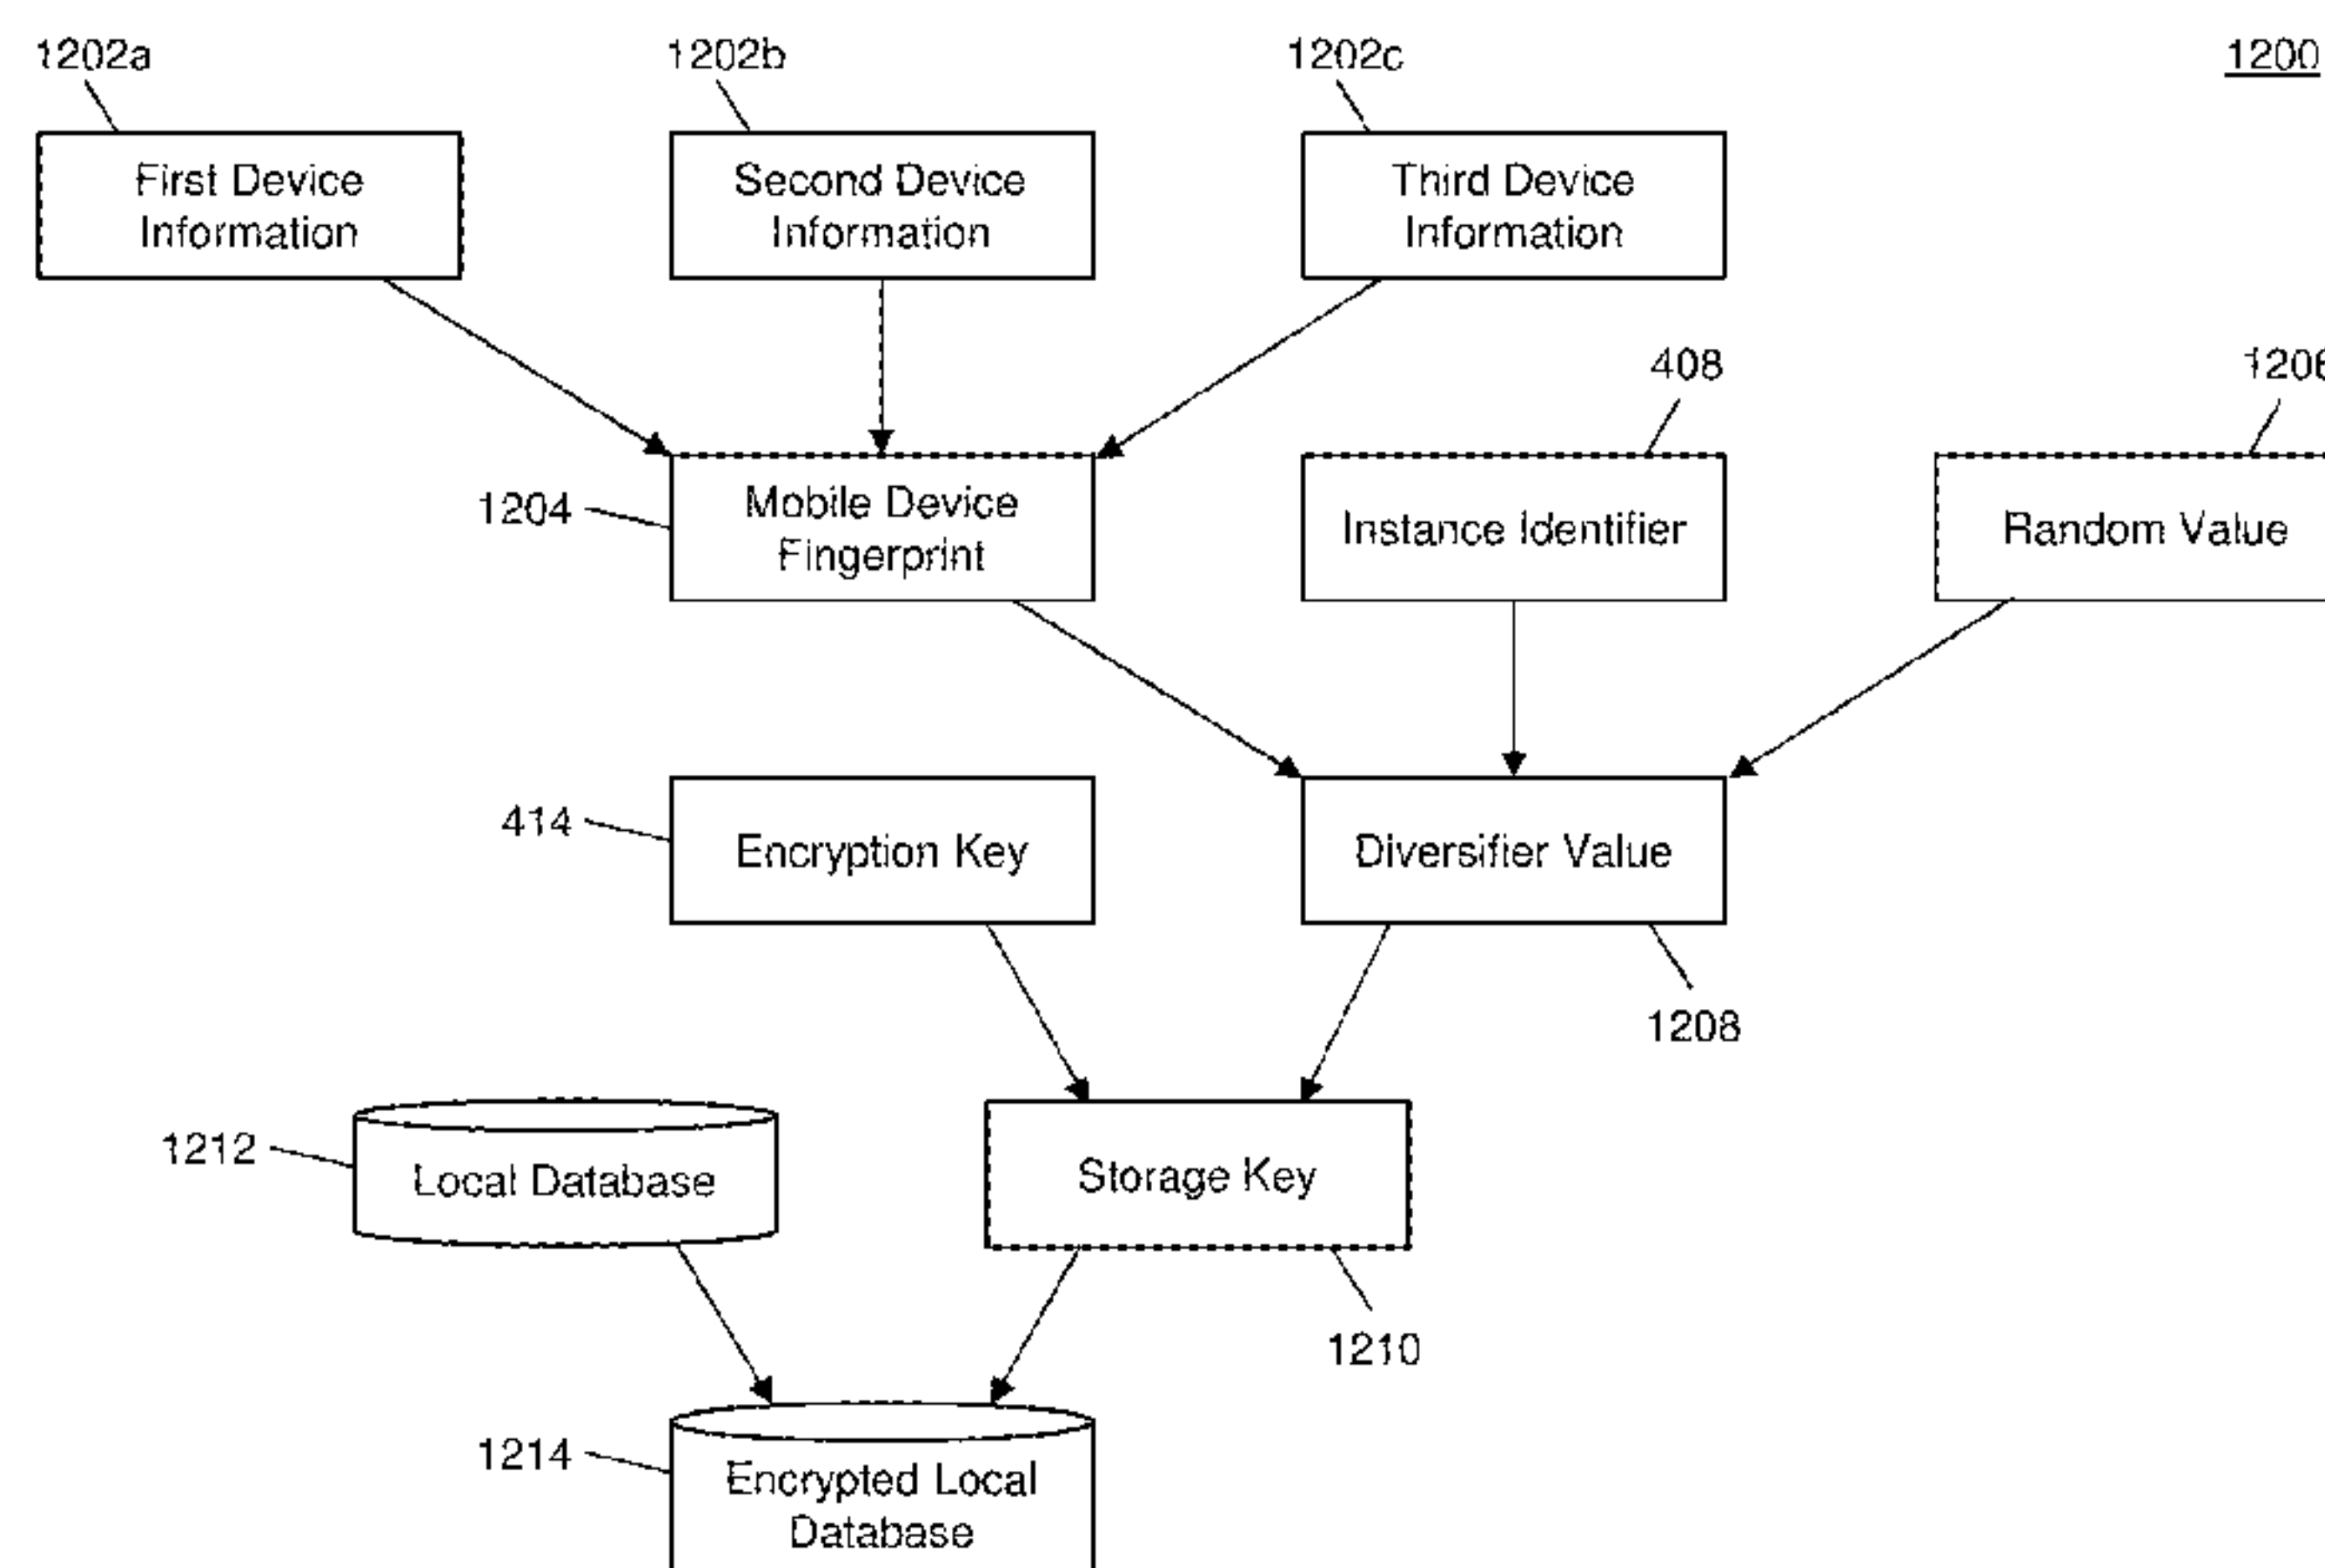 1202a
1202b
1202c
1200
First Device
Information
Second Device
Information
Third Device
Information
408
1206
1204
Mobile Device
Fingerprint
Instance Identifier
Random Value
414
Encryption Key
Diversifier Value
1208
1212
Local Database
Storage Key
1210
1214
Encrypted Local
Database